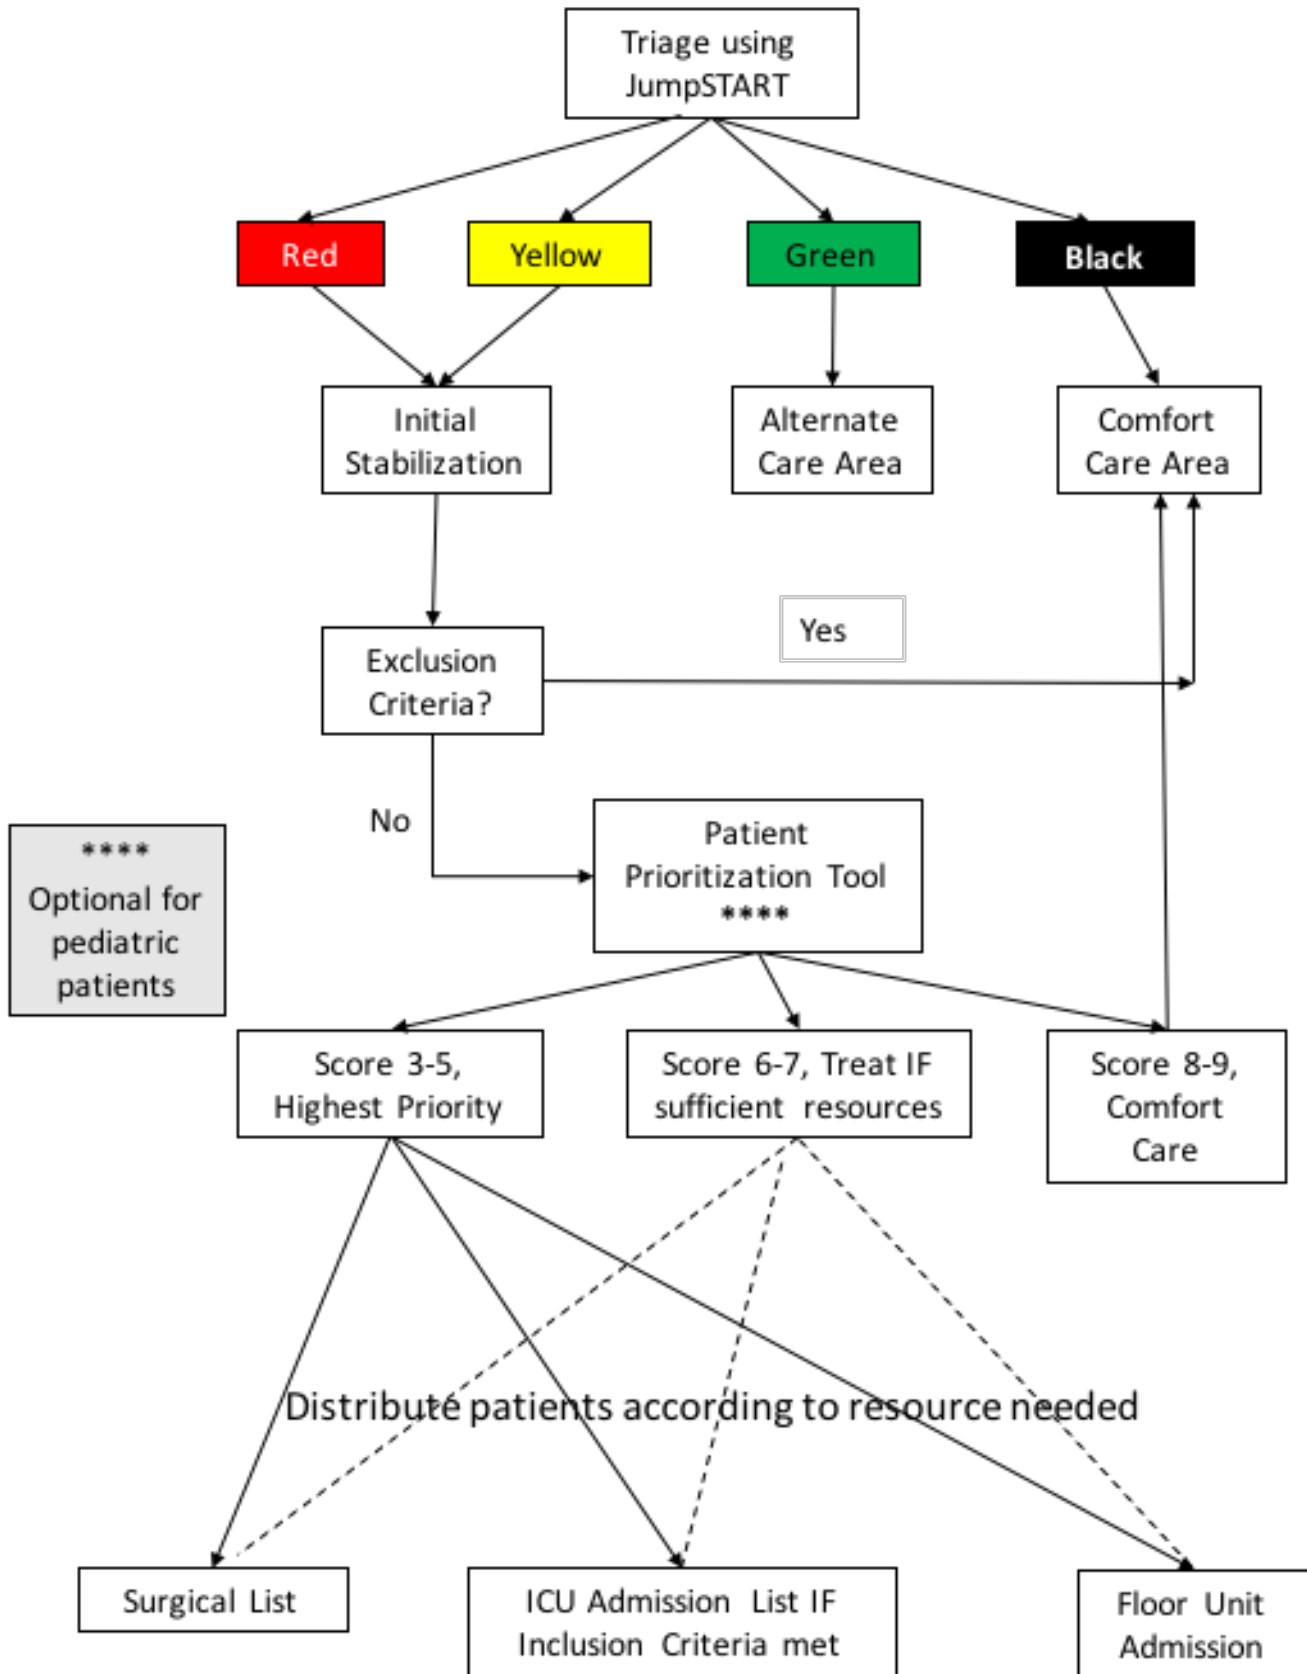 Triage using
JumpSTART
Red
Yellow
Green
Black
Initial
Stabilization
Alternate
Care Area
Comfort
Care Area
Yes
Exclusion
Criteria?
No
Patient
Prioritization Tool
****
****
Optional for
pediatric
patients
Score 3-5,
Highest Priority
Score 6-7, Treat IF
sufficient resources
Score 8-9,
Comfort
Care
Distribute patients according to resource needed
Surgical List
ICU Admission List IF
Inclusion Criteria met
Floor Unit
Admission